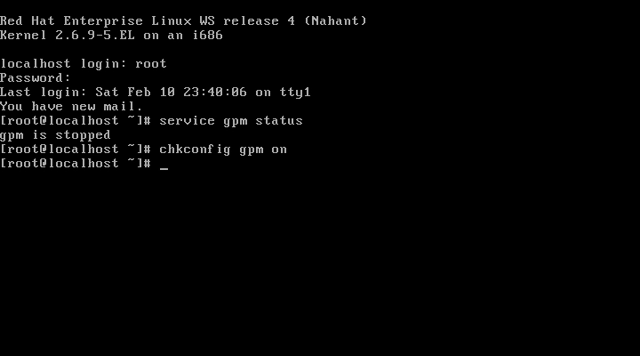 Red Hat Enterprise Linux WS release 4 (Nahant)
Kernel 2.6.9-5.EL on an i686
localhost login: root
Password:
Last login: Sat Feb 10 23:40:06 on tty1
You have new mail.
[root@localhost ~]# service gpm status
gpm is stopped
[root@localhost ~]# chkconfig gpm on
[root@localhost ~]# _